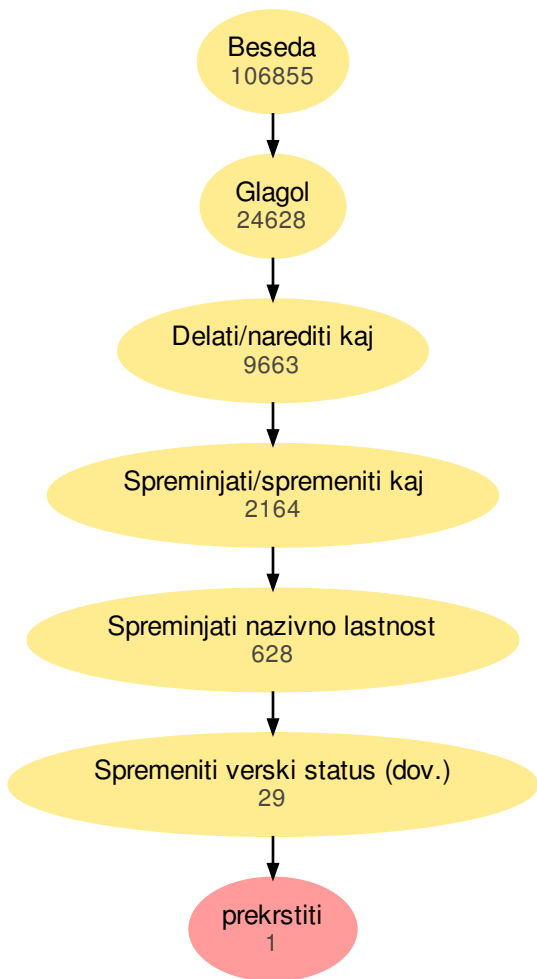 Beseda
106855
Glagol
24628
Delati/narediti kaj
9663
Spreminjati/spremeniti kaj
2164
Spreminjati nazivno lastnost
628
Spremeniti verski status (dov.)
29
prekrstiti
1